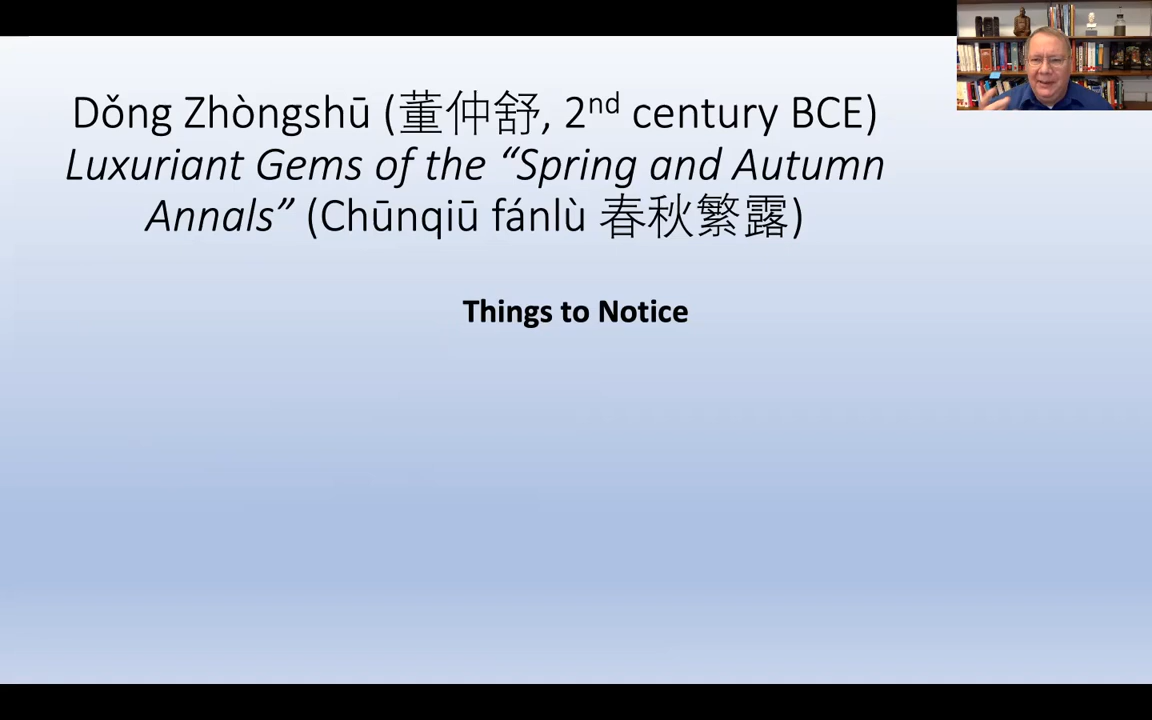 Dǒng Zhòngshū (董仲舒, 2nd century BCE)
Luxuriant Gems of the “Spring and Autumn
Annals” (Chūnqiū fánlù 春秋繁露)
Things to Notice